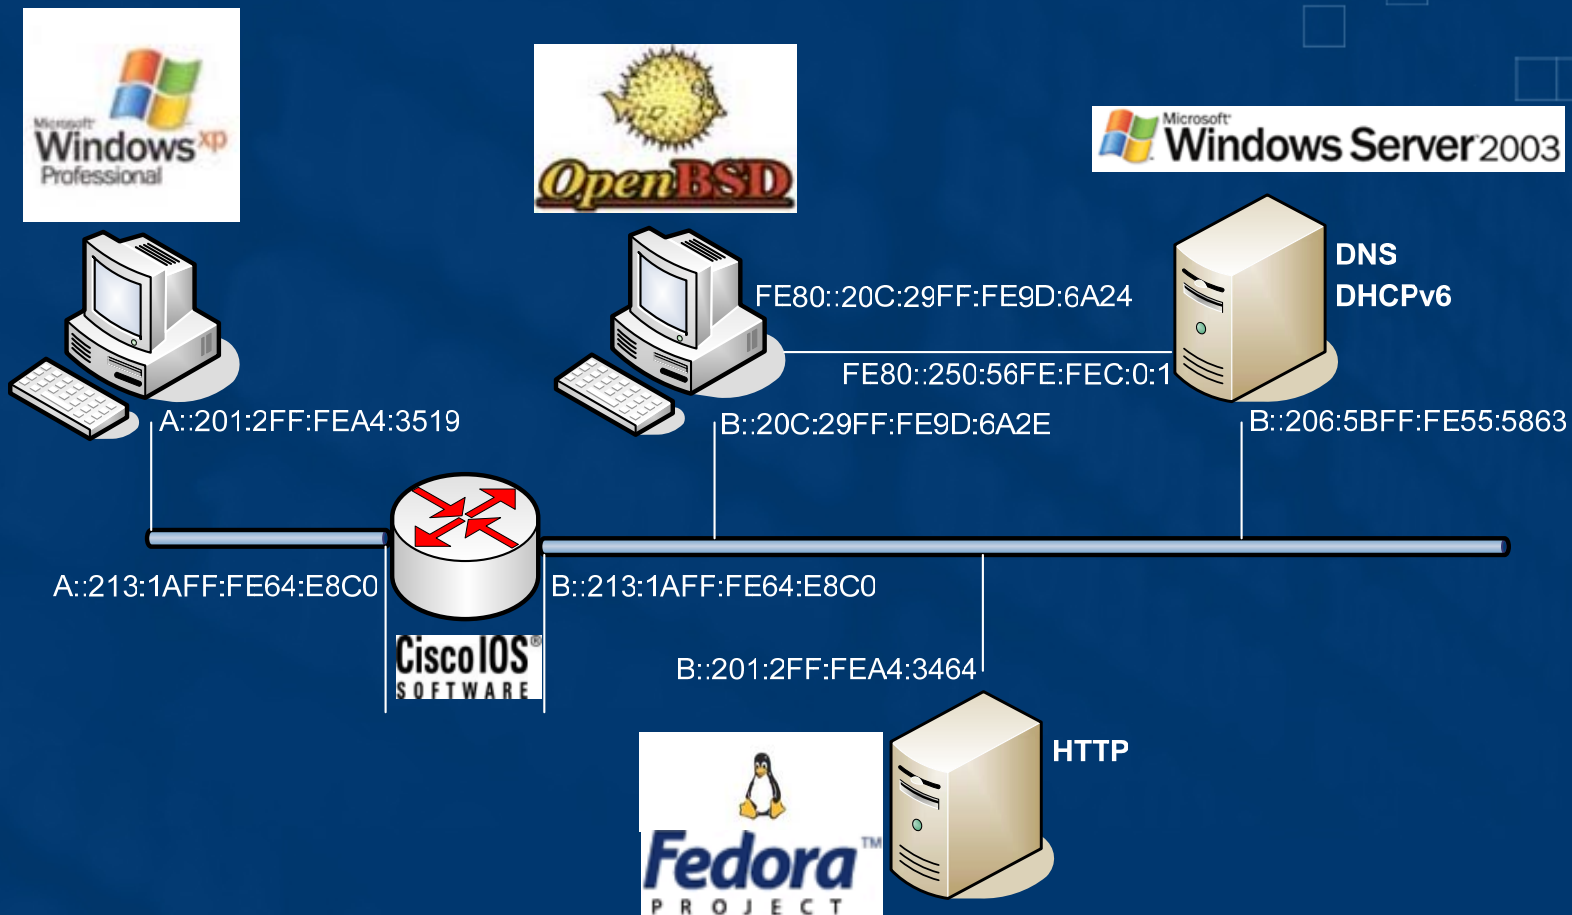 Microsoft
Windows xp
Professional
OpenBSD
Microsoft
Windows Server 2003
DNS
DHCPv6
FE80::20C:29FF:FE9D:6A24
FE80::250:56FE:FEC:0:1
A::201:2FF:FEA4:3519
B::20C:29FF:FE9D:6A2E
B::206:5BFF:FE55:5863
A::213:1AFF:FE64:E8C0
B::213:1AFF:FE64:E8C0
Cisco IOS®
SOFTWARE
B::201:2FF:FEA4:3464
HTTP
Fedora™
PROJECT